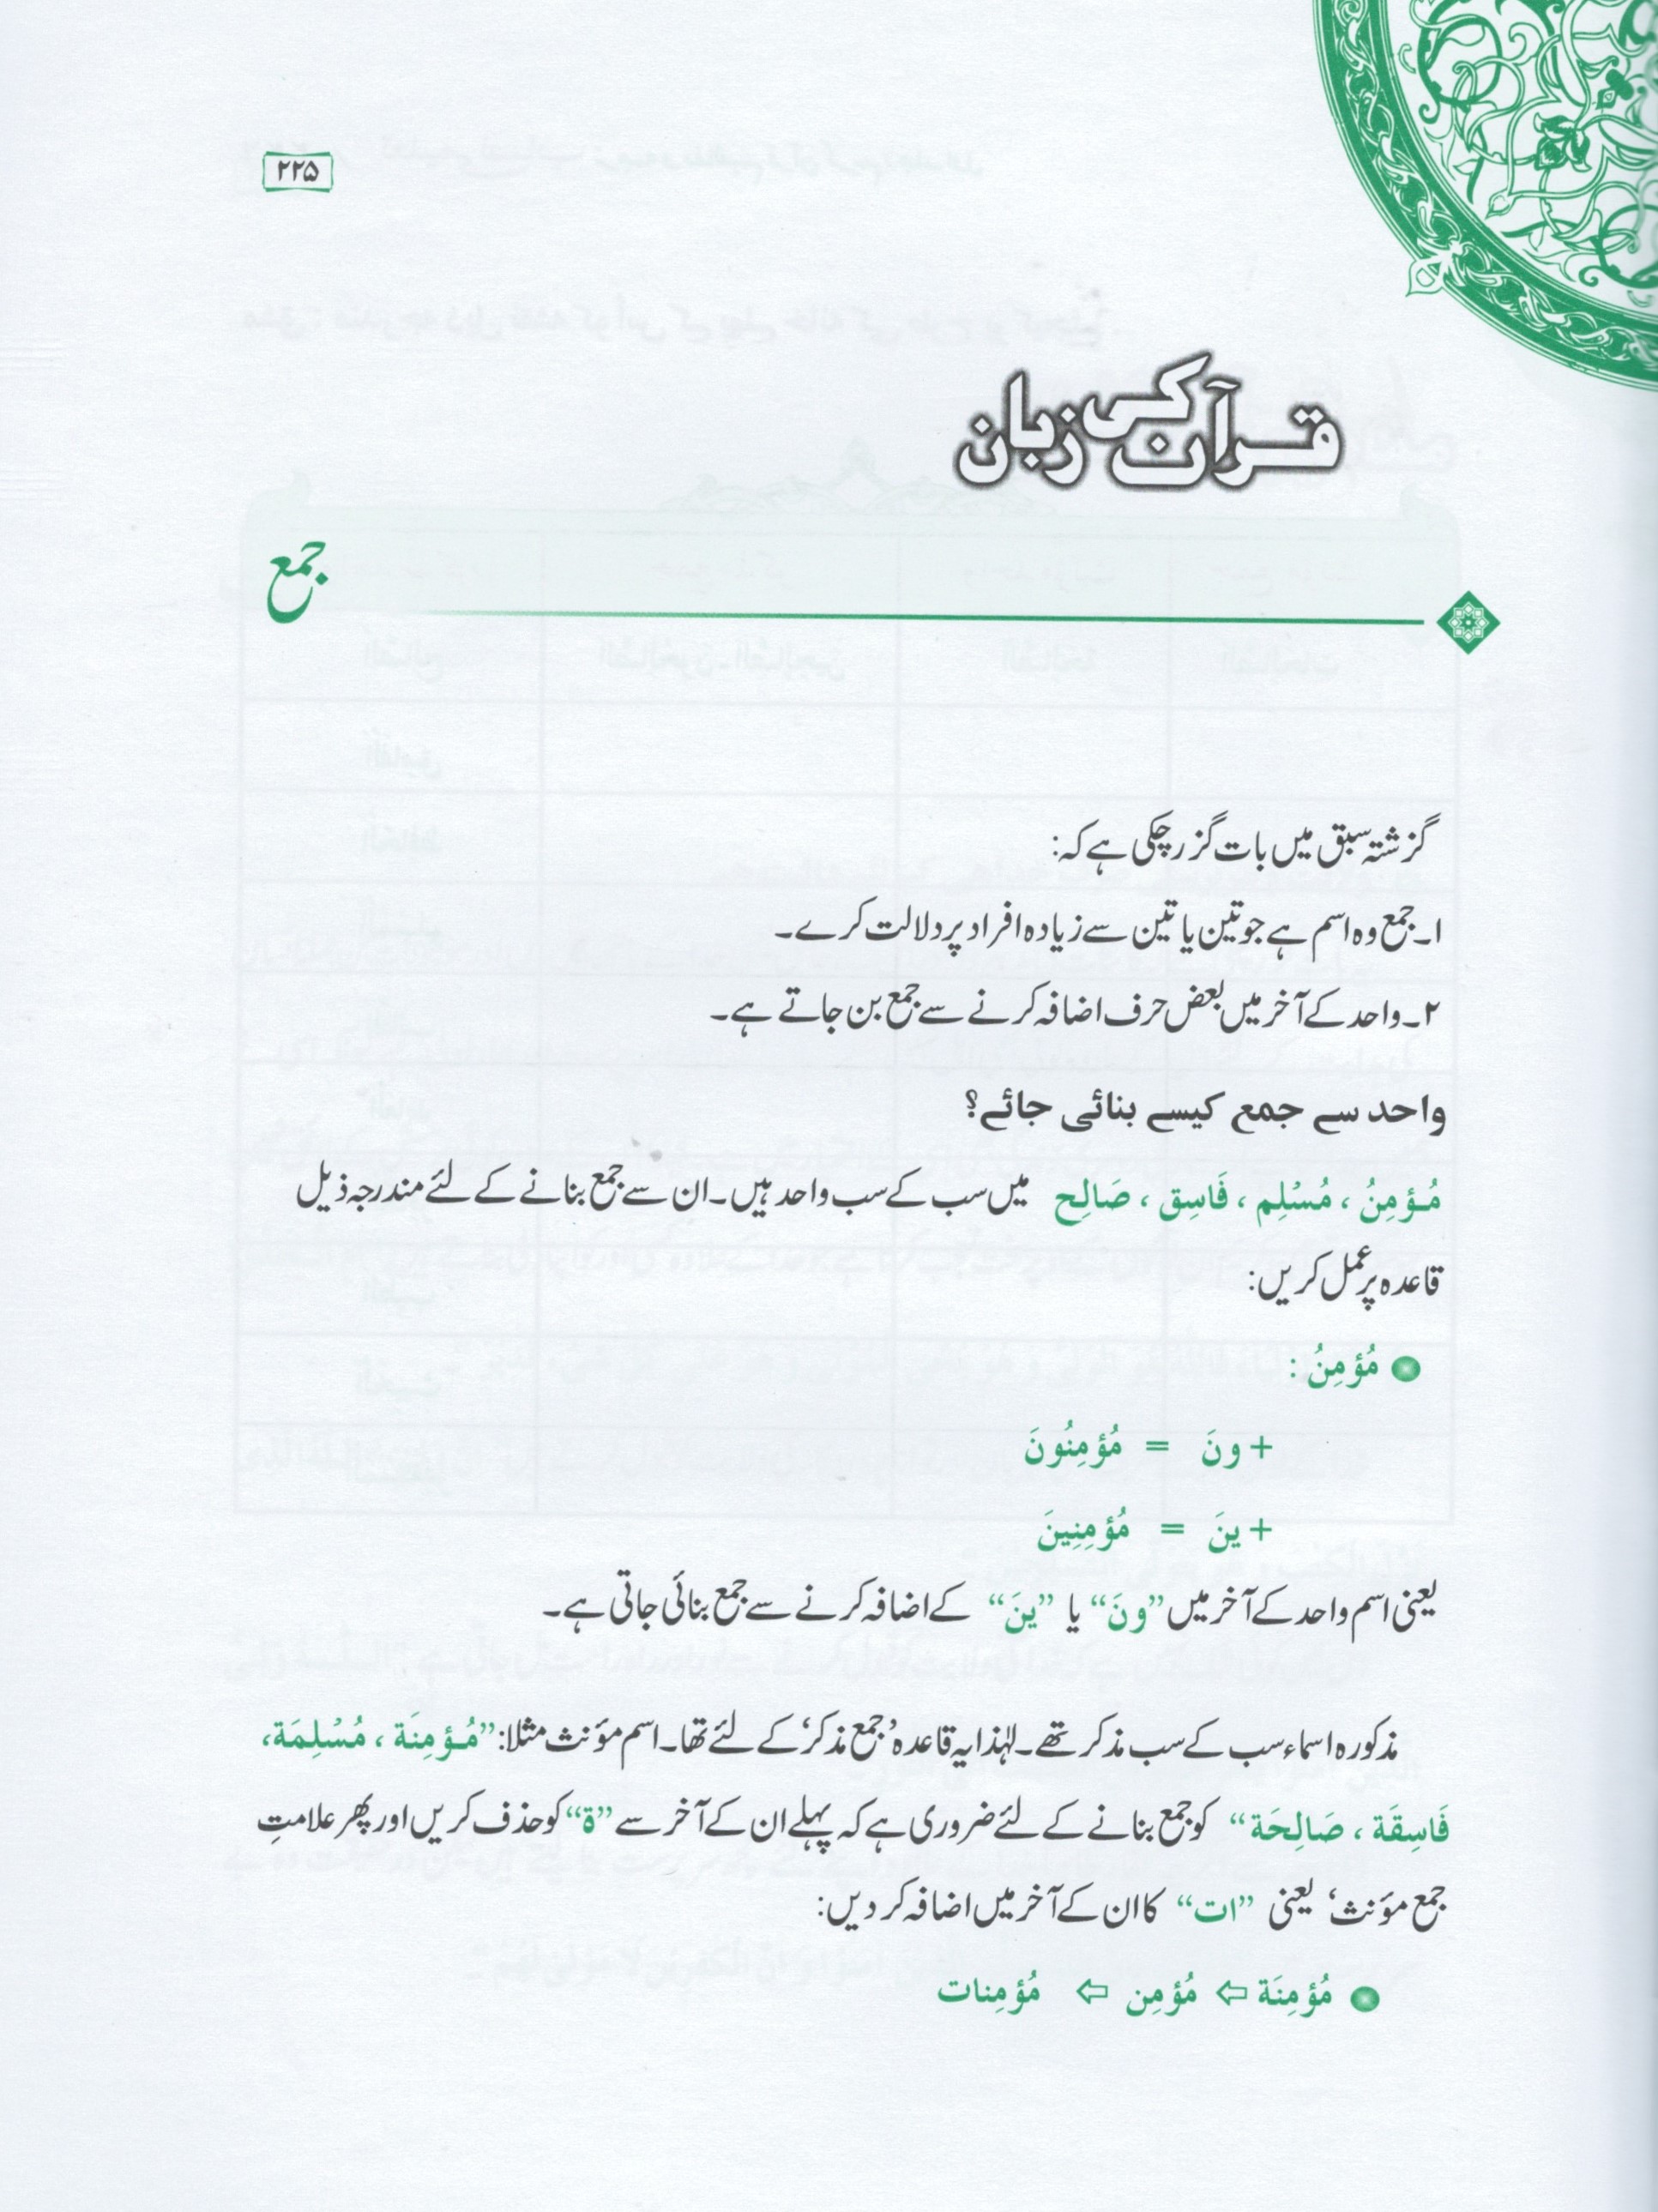 ۲۲۵
قرآن کی زبان
جمع
گزشتہ سبق میں بات گزر چکی ہے کہ:
۱۔ جمع وہ اسم ہے جو تین یا تین سے زیادہ افراد پر دلالت کرے۔
۲۔ واحد کے آخر میں بعض حرف اضافہ کرنے سے جمع بن جاتے ہے۔
واحد سے جمع کیسے بنائی جائے؟
مُؤمِنُ ، مُسْلِم ، فَاسِق ، صَالِح میں سب کے سب واحد ہیں۔ ان سے جمع بنانے کے لئے مندرجہ ذیل
قاعدہ پر عمل کریں:
مُؤمِنُ :
+ ونَ = مُؤمِنُونَ
+ ینَ = مُؤمِنِینَ
یعنی اسم واحد کے آخر میں ”ونَ“ یا ”ینَ“ کے اضافہ کرنے سے جمع بنائی جاتی ہے۔
مذکورہ اسماء سب کے سب مذکر تھے۔ لہٰذا یہ قاعدہ ’جمع مذکر‘ کے لئے تھا۔ اسم مؤنث مثلا: ”مُؤمِنَة ، مُسْلِمَة،
فَاسِقَة ، صَالِحَة“ کو جمع بنانے کے لئے ضروری ہے کہ پہلے ان کے آخر سے ”ة“ کو حذف کریں اور پھر علامتِ
جمع مؤنث‘ یعنی ”ات“ کا ان کے آخر میں اضافہ کر دیں:
مُؤمِنَة ⇦ مُؤمِن ⇦ مُؤمِنات